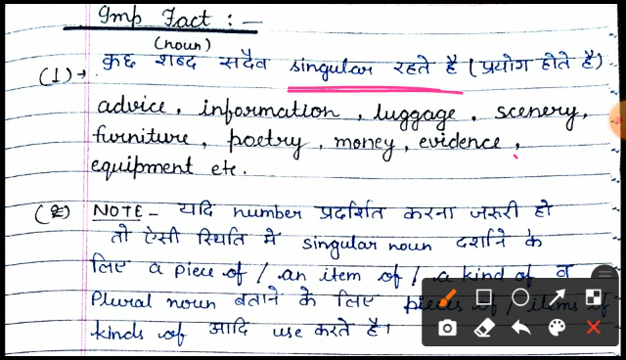 Imp Fact : —
(noun)
(1)→ कुछ शब्द सदैव singular रहते है (प्रयोग होते है)
advice, information, luggage, scenery,
furniture, poetry, money, evidence,
equipment etc.
(2) NOTE - यदि number प्रदर्शित करना जरूरी हो
तो ऐसी स्थिति मे singular noun दर्शाने के
लिए a piece of / an item of / a kind of व
Plural noun बताने के लिए pieces of / items of
kinds of आदि use करते है।